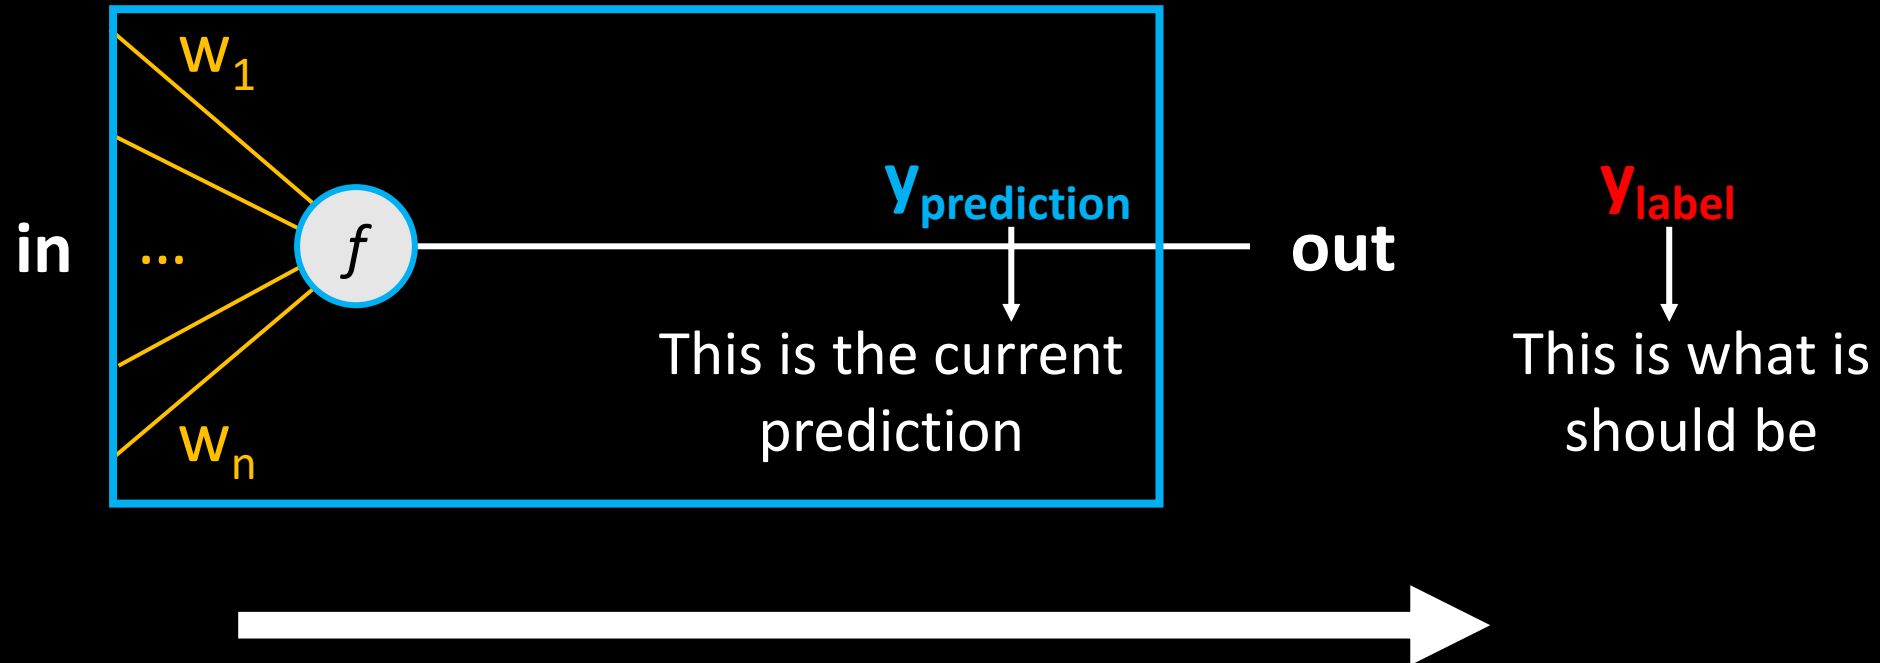 w1
in
...
f
yprediction
out
ylabel
This is the current
prediction
This is what is
should be
wn